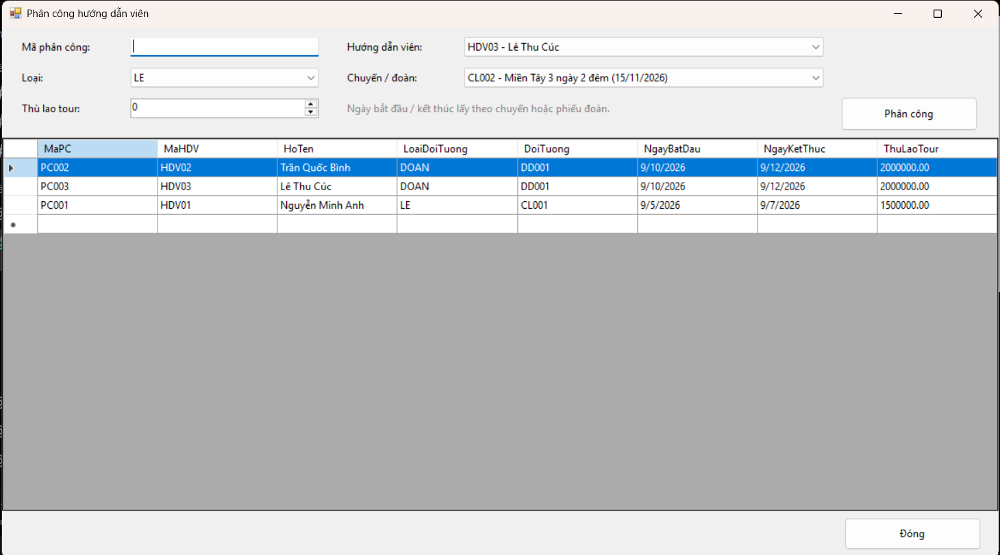 Phân công hướng dẫn viên
Mã phân công: Hướng dẫn viên: HDV03 - Lê Thu Cúc
Loại: LE Chuyến / đoàn: CL002 - Miền Tây 3 ngày 2 đêm (15/11/2026)
Thù lao tour: 0 Ngày bắt đầu / kết thúc lấy theo chuyến hoặc phiếu đoàn. Phân công
MaPC MaHDV HoTen LoaiDoiTuong DoiTuong NgayBatDau NgayKetThuc ThuLaoTour
PC002 HDV02 Trần Quốc Bình DOAN DD001 9/10/2026 9/12/2026 2000000.00
PC003 HDV03 Lê Thu Cúc DOAN DD001 9/10/2026 9/12/2026 2000000.00
PC001 HDV01 Nguyễn Minh Anh LE CL001 9/5/2026 9/7/2026 1500000.00
Đóng